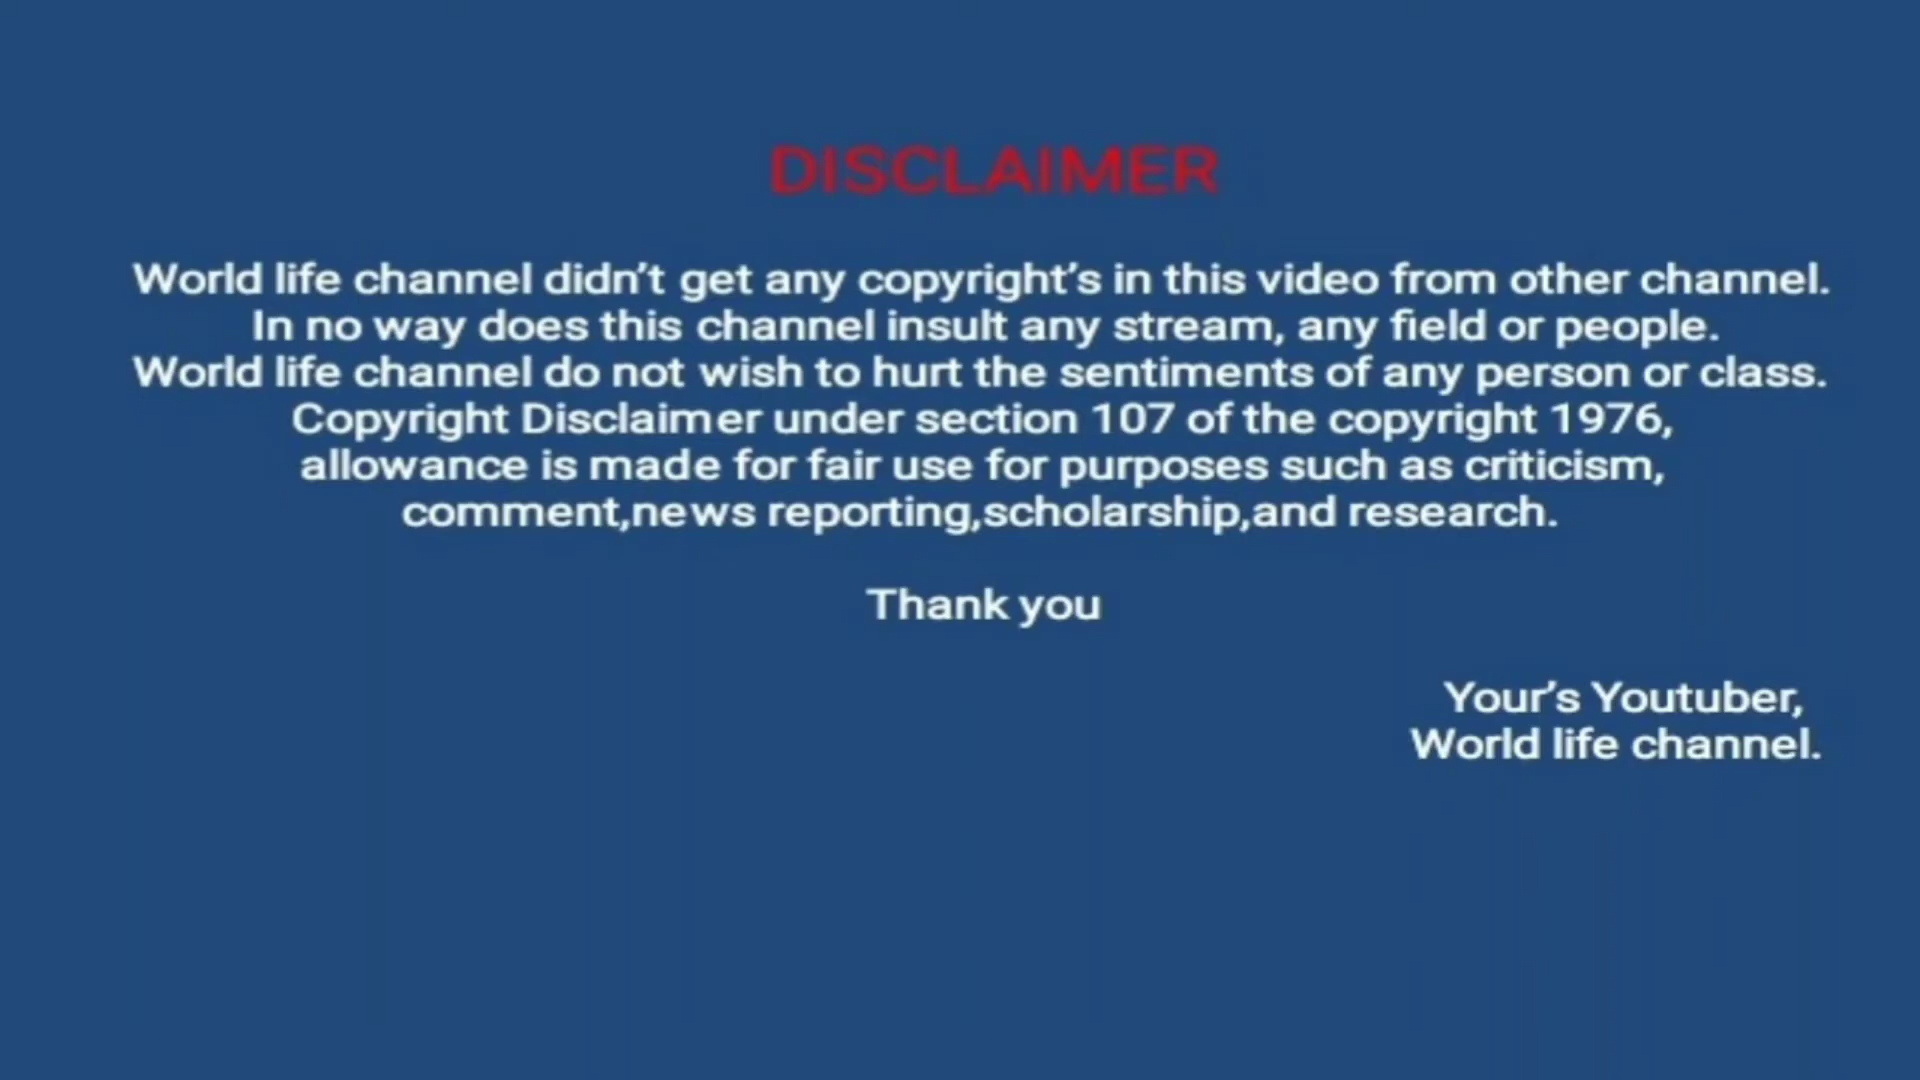 DISCLAIMER
World life channel didn't get any copyright's in this video from other channel.
In no way does this channel insult any stream, any field or people.
World life channel do not wish to hurt the sentiments of any person or class.
Copyright Disclaimer under section 107 of the copyright 1976,
allowance is made for fair use for purposes such as criticism,
comment,news reporting,scholarship,and research.
Thank you
Your's Youtuber,
World life channel.